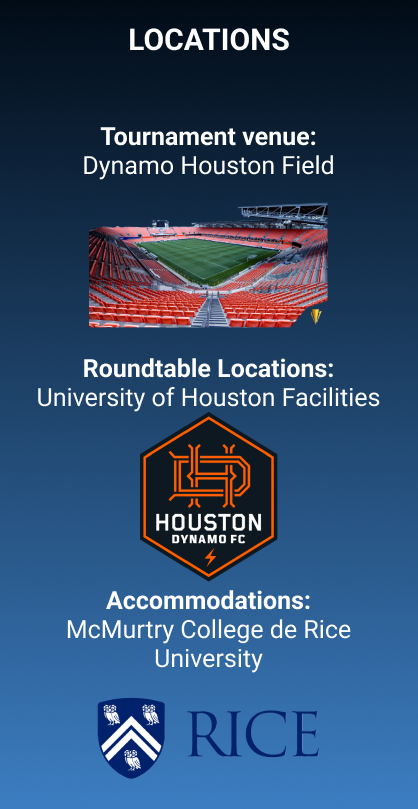 LOCATIONS
Tournament venue:
Dynamo Houston Field
Roundtable Locations:
University of Houston Facilities
HOUSTON
DYNAMO FC
Accommodations:
McMurtry College de Rice
University
RICE